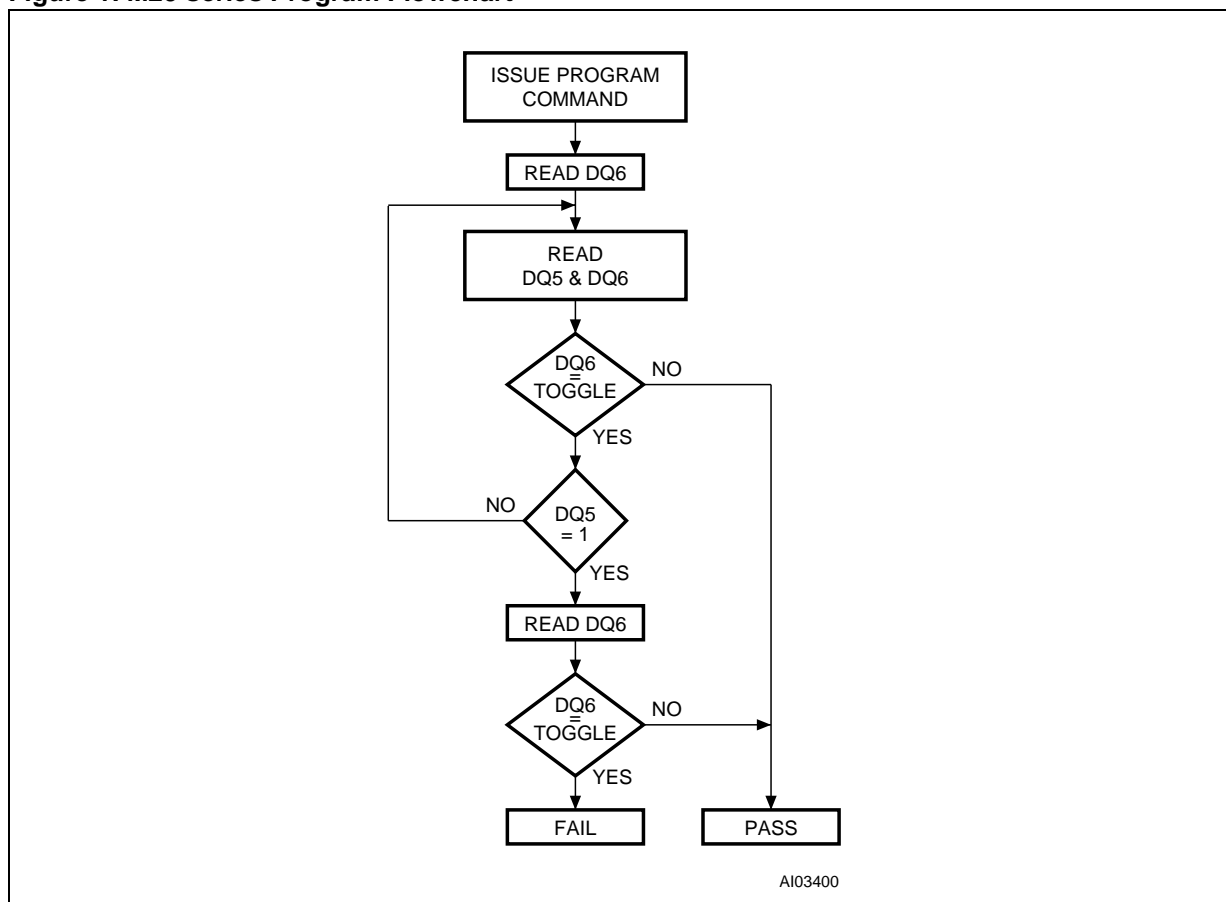 ISSUE PROGRAM
COMMAND
READ DQ6
READ
DQ5 & DQ6
DQ6
=
TOGGLE
NO
YES
NO
DQ5
= 1
YES
READ DQ6
DQ6
=
TOGGLE
NO
YES
FAIL
PASS
AI03400